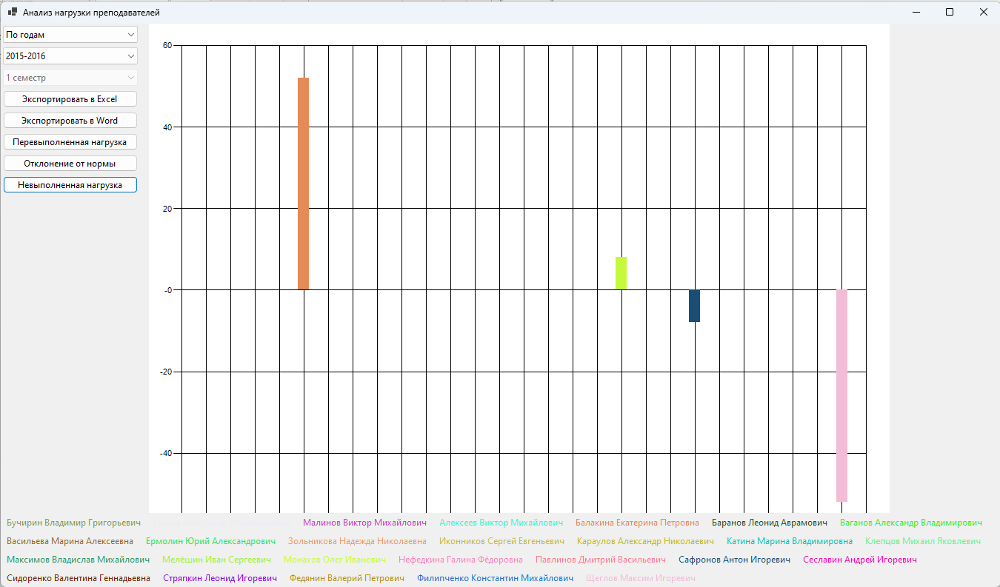 Анализ нагрузки преподавателей
По годам
2015-2016
1 семестр
Экспортировать в Excel
Экспортировать в Word
Перевыполненная нагрузка
Отклонение от нормы
Невыполненная нагрузка
60
40
20
-0
-20
-40
Бучирин Владимир Григорьевич Малинов Виктор Михайлович Алексеев Виктор Михайлович Балакина Екатерина Петровна Баранов Леонид Аврамович Ваганов Александр Владимирович
Васильева Марина Алексеевна Ермолин Юрий Александрович Зольникова Надежда Николаевна Иконников Сергей Евгеньевич Караулов Александр Николаевич Катина Марина Владимировна Клепцов Михаил Яковлевич
Максимов Владислав Михайлович Мелёшин Иван Сергеевич Монахов Олег Иванович Нефедкина Галина Фёдоровна Павлинов Дмитрий Васильевич Сафронов Антон Игоревич Сеславин Андрей Игоревич
Сидоренко Валентина Геннадьевна Стряпкин Леонид Игоревич Федянин Валерий Петрович Филипченко Константин Михайлович Щеглов Максим Игоревич